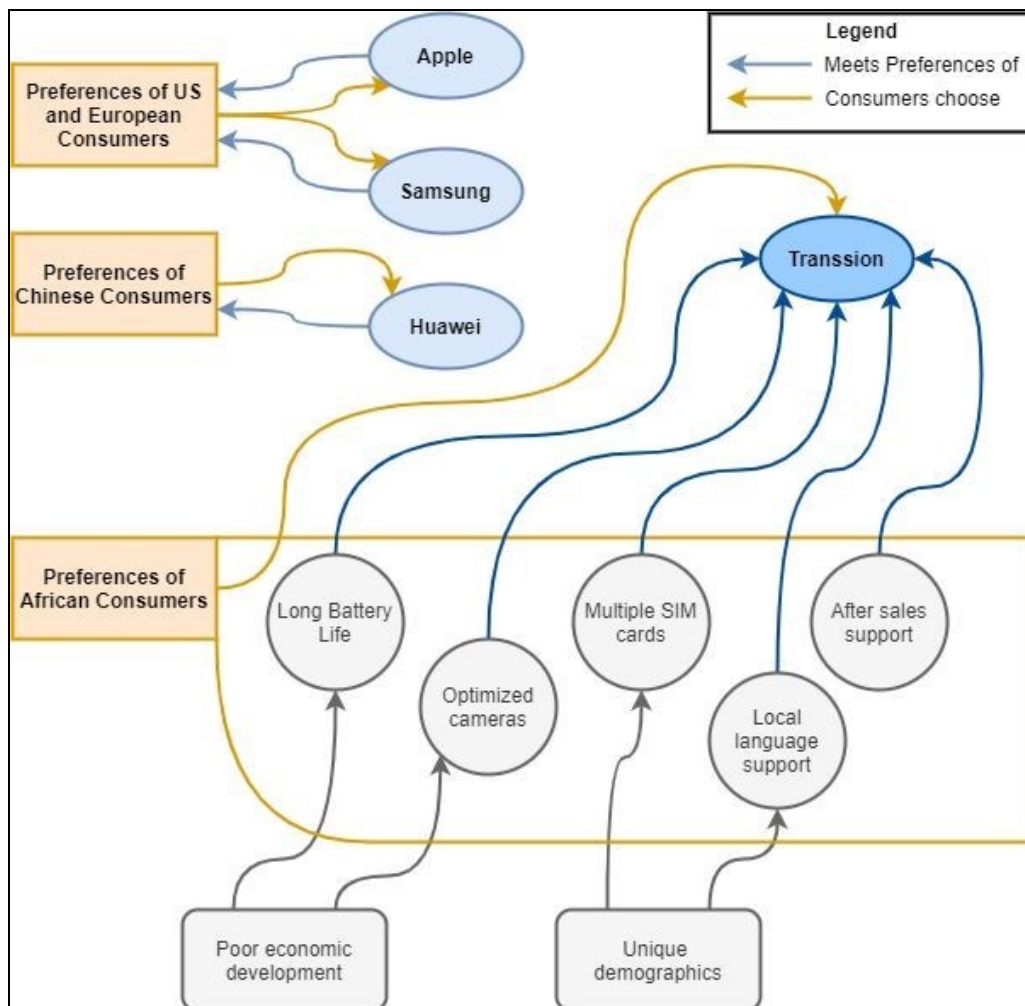 Legend
Meets Preferences of
Consumers choose
Apple
Preferences of US
and European
Consumers
Samsung
Preferences of
Chinese Consumers
Huawei
Transsion
Preferences of
African Consumers
Long Battery
Life
Multiple SIM
cards
After sales
support
Optimized
cameras
Local
language
support
Poor economic
development
Unique
demographics